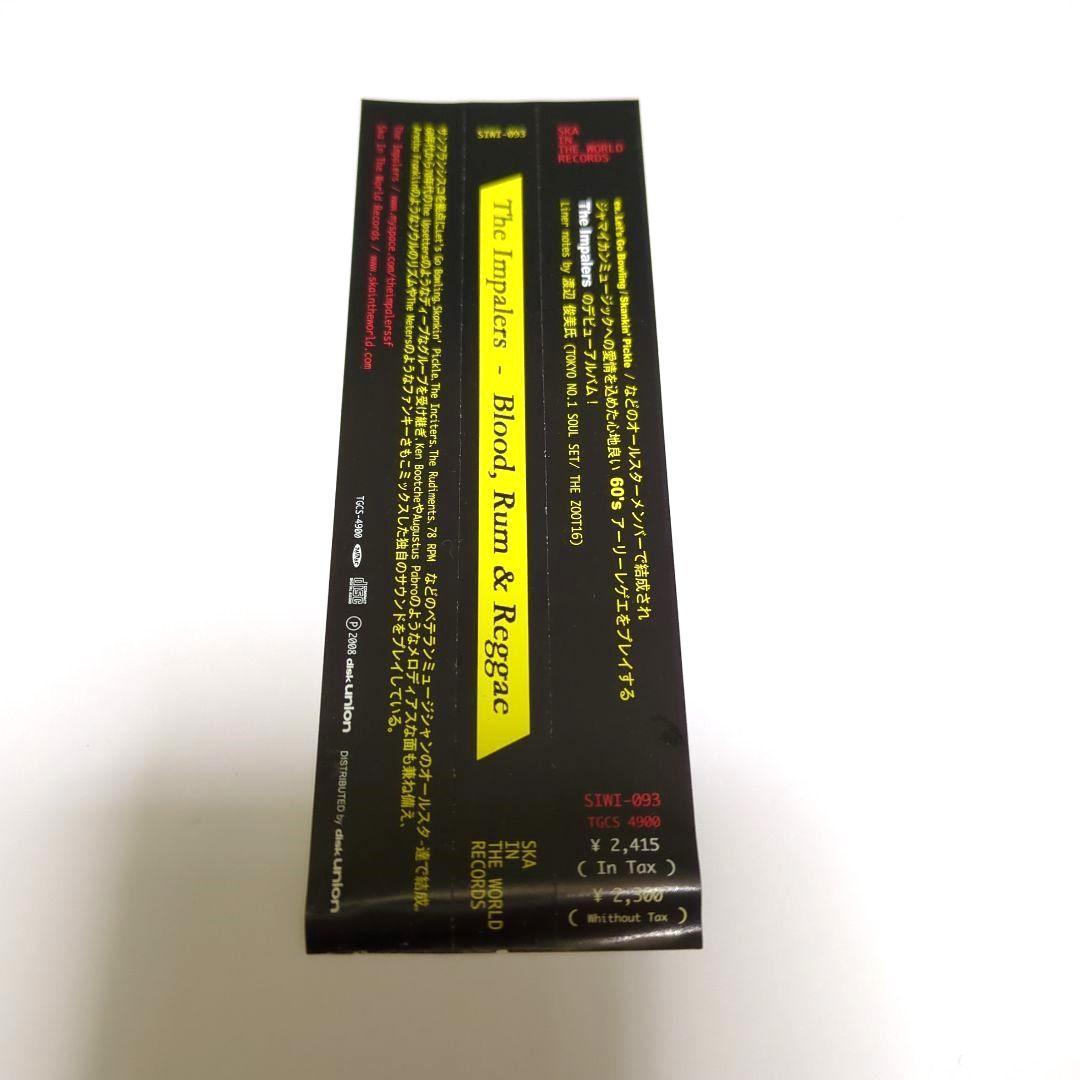 SKA
IN
THE WORLD
RECORDS
ex.Let's Go Bowling / Skankin' Pickle / などのオールスターメンバーで結成され
ジャマイカンミュージックへの愛情を込めた心地良い 60's アーリーレゲエをプレイする
The Impalers のデビューアルバム！
Liner notes by 渡辺 俊美氏 (TOKYO NO.1 SOUL SET/ THE ZOOT16)
SIWI-093
TGCS 4900
¥ 2,415
( In Tax )
¥ 2,300
( Whithout Tax )
SIWI-093
The Impalers - Blood, Rum & Reggae
SKA
IN
THE WORLD
RECORDS
サンフランシスコを拠点にLet's Go Bowling, Skankin' Pickle, The Inciters, The Rudiments, 78 RPM などのベテランミュージシャンのオールスタ-達で結成。
60年代から70年代のThe Upsettersのようなディープなグルーブを受け継ぎ、Ken BootcheやAugustus Pabroのようなメロディアスな面も兼ね備え、
Aretha Franklinのようなソウルのリズムや The Metersのようなファンキーさもミックスした独自のサウンドをプレイしている。
The Impalers / www.myspace.com/theimpalerssf
Ska In The World Records / www.skaintheworld.com
TGCS-4900
disc
Ⓟ 2008 disk union
DISTRIBUTED by disk union